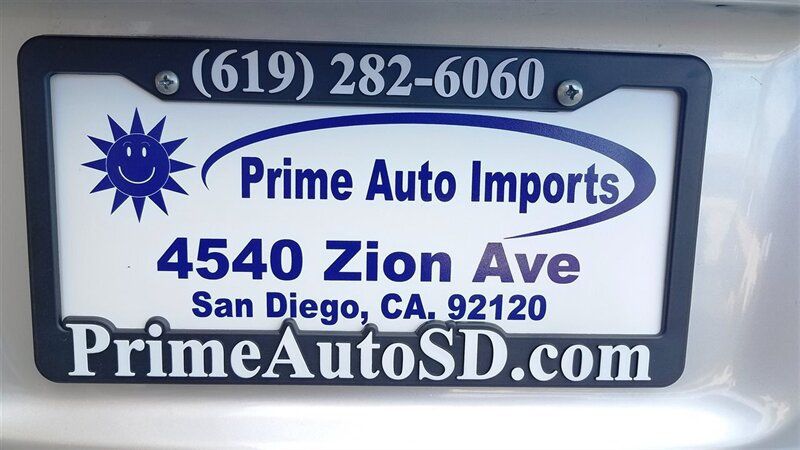 (619) 282-6060
Prime Auto Imports
4540 Zion Ave
San Diego, CA. 92120
PrimeAutoSD.com